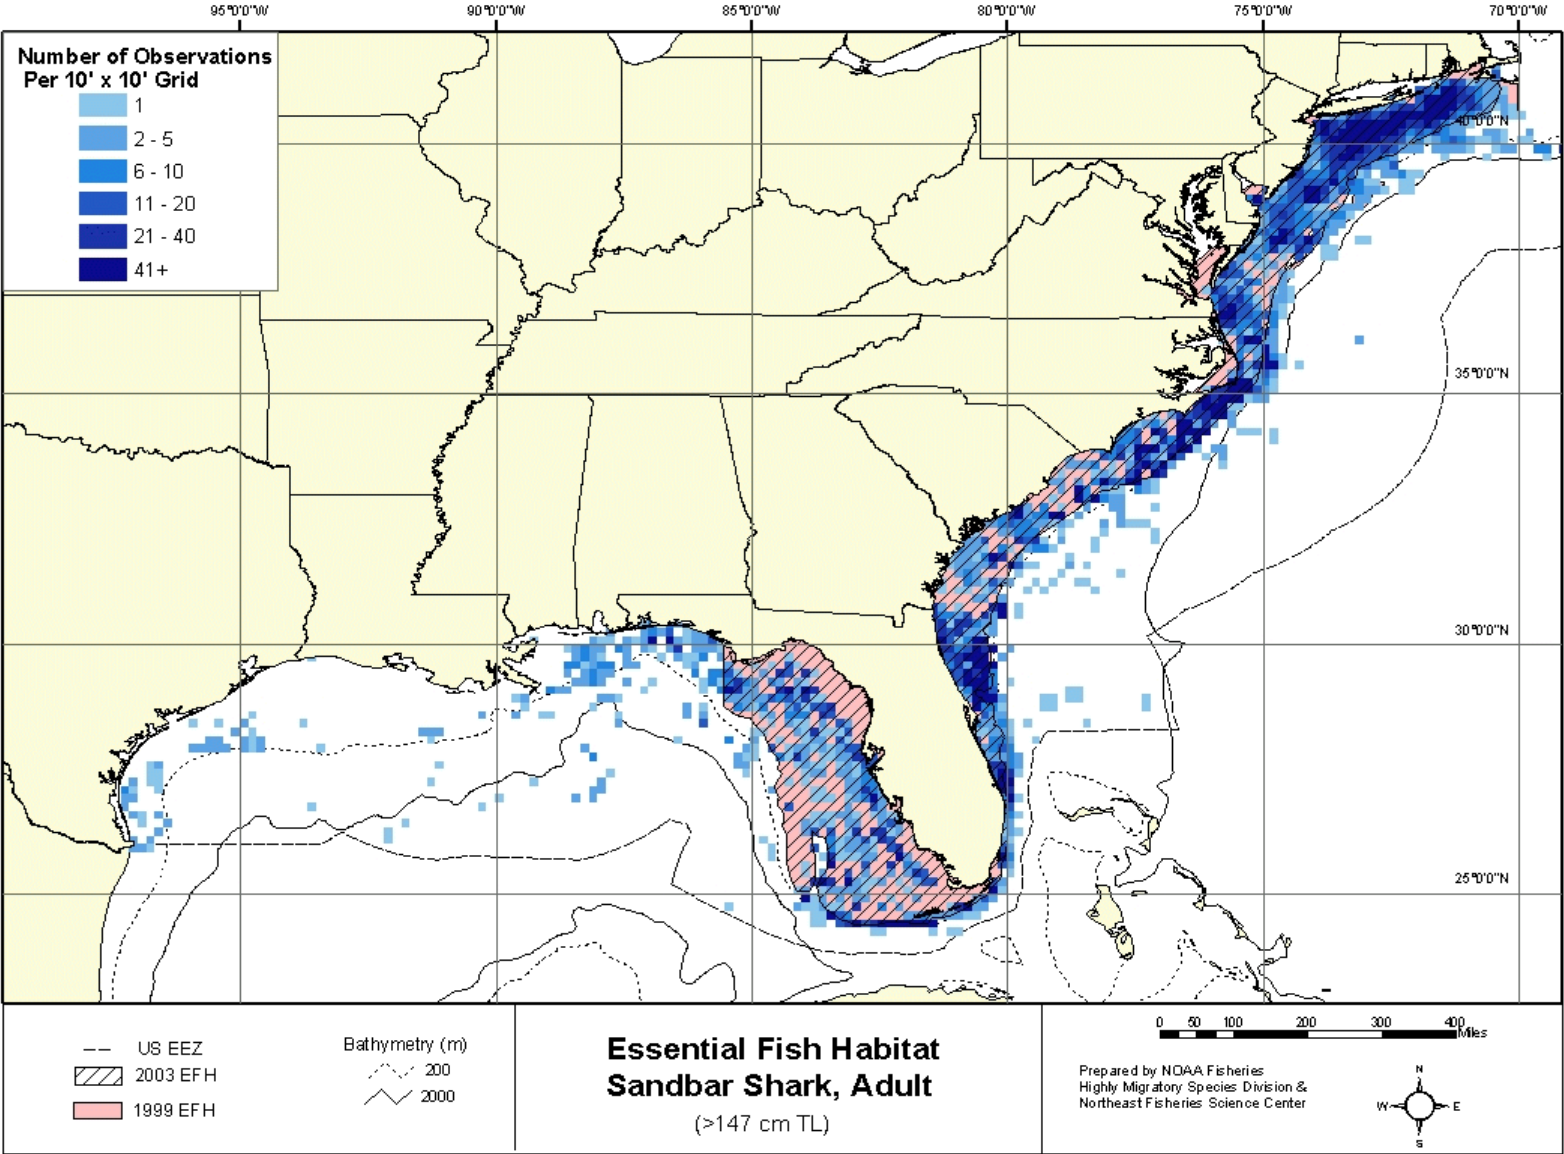 95°0'0"W 90°0'0"W 85°0'0"W 80°0'0"W 75°0'0"W 70°0'0"W
Number of Observations
Per 10' x 10' Grid
1
2 - 5
6 - 10
11 - 20
21 - 40
41+
40°0'0"N
35°0'0"N
30°0'0"N
25°0'0"N
US EEZ
2003 EFH
1999 EFH
Bathymetry (m)
200
2000
Essential Fish Habitat
Sandbar Shark, Adult
(>147 cm TL)
0 50 100 200 300 400
Miles
Prepared by NOAA Fisheries
Highly Migratory Species Division &
Northeast Fisheries Science Center
N
W E
S